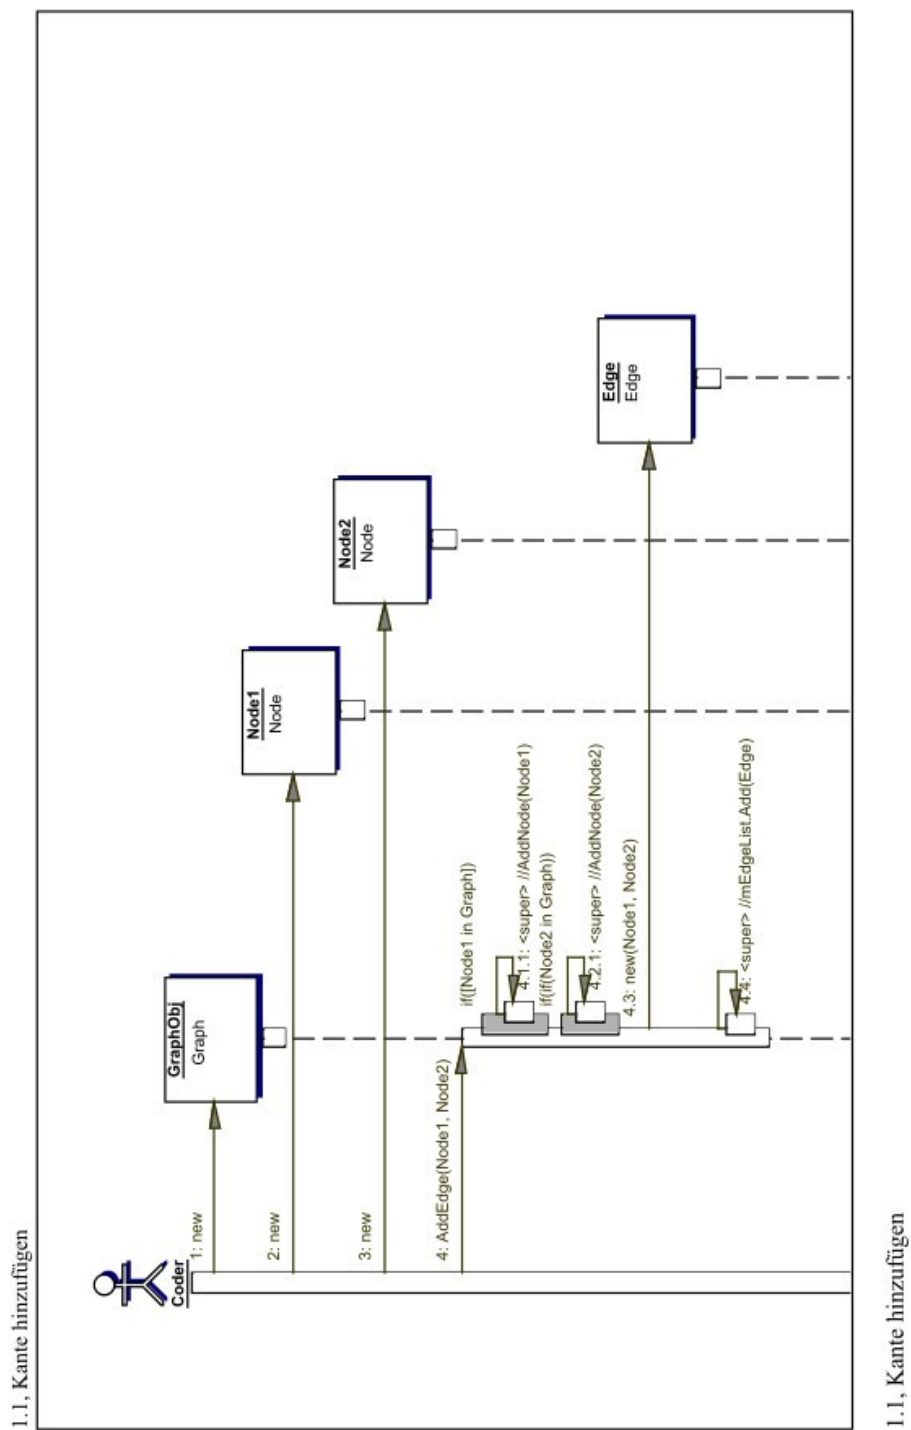 1.1, Kante hinzufügen
Coder
GraphObj
Graph
1: new
Node1
Node
2: new
Node2
Node
3: new
4: AddEdge(Node1, Node2)
if([Node1 in Graph])
4.1.1: <super> //AddNode(Node1)
if(if(Node2 in Graph))
4.2.1: <super> //AddNode(Node2)
4.3: new(Node1, Node2)
Edge
Edge
4.4: <super> //mEdgeList.Add(Edge)
1.1, Kante hinzufügen